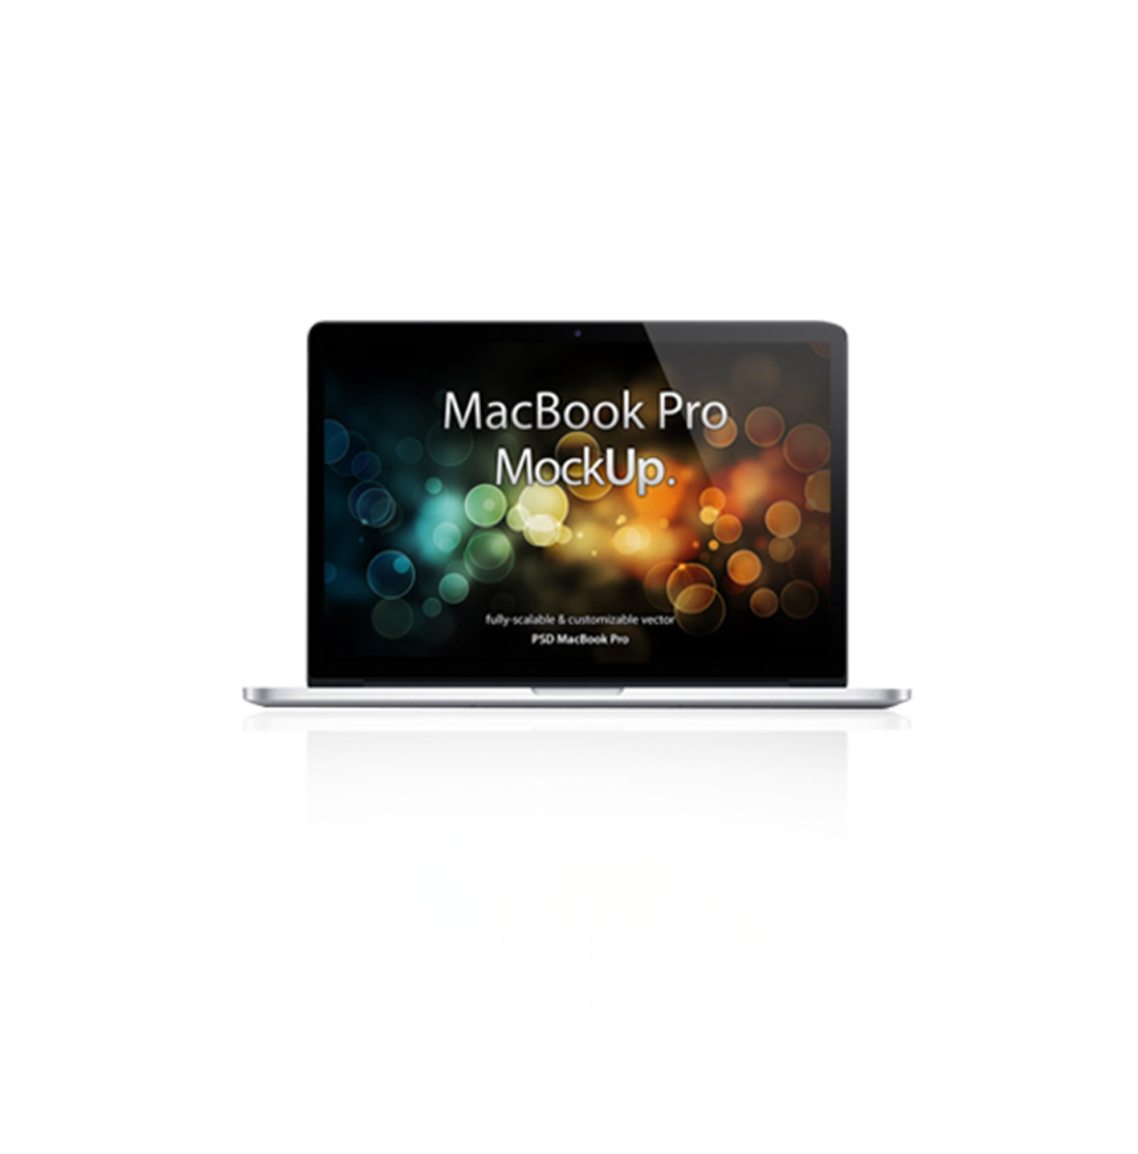 MacBook Pro
MockUp.
fully-scalable & customizable vector
PSD MacBook Pro